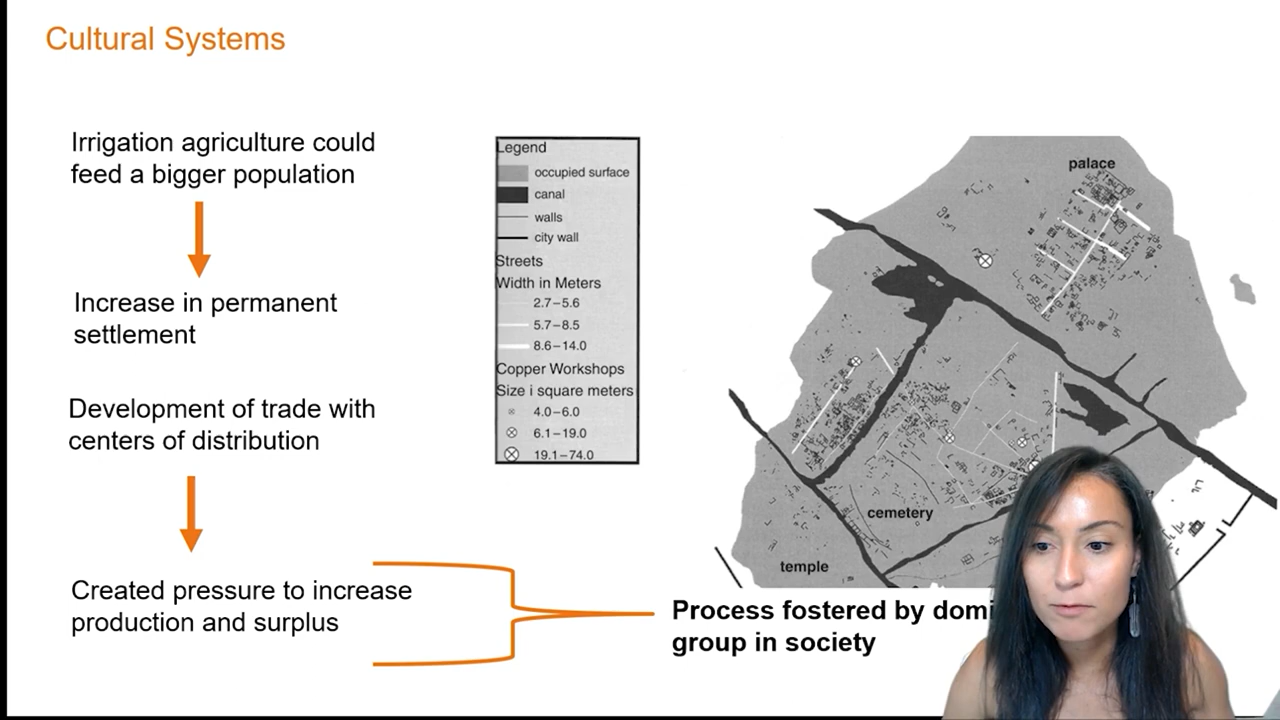 Cultural Systems
Irrigation agriculture could
feed a bigger population
Increase in permanent
settlement
Development of trade with
centers of distribution
Created pressure to increase
production and surplus
Legend
occupied surface
canal
walls
city wall
Streets
Width in Meters
2.7–5.6
5.7–8.5
8.6–14.0
Copper Workshops
Size i square meters
4.0–6.0
6.1–19.0
19.1–74.0
palace
cemetery
temple
Process fostered by
group in society